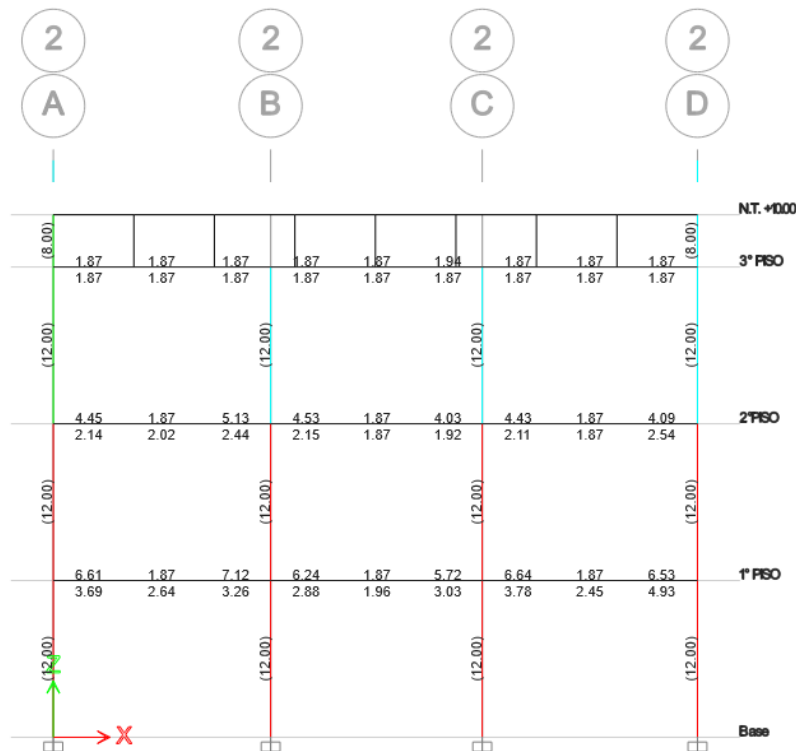 2 2 2 2
A B C D
N.T. +10.00
(8.00) (8.00)
1.87 1.87 1.87 1.87 1.87 1.94 1.87 1.87 1.87
3° PISO
1.87 1.87 1.87 1.87 1.87 1.87 1.87 1.87 1.87
(12.00) (12.00) (12.00) (12.00)
4.45 1.87 5.13 4.53 1.87 4.03 4.43 1.87 4.09
2°PISO
2.14 2.02 2.44 2.15 1.87 1.92 2.11 1.87 2.54
(12.00) (12.00) (12.00) (12.00)
6.61 1.87 7.12 6.24 1.87 5.72 6.64 1.87 6.53
1° PISO
3.69 2.64 3.26 2.88 1.96 3.03 3.78 2.45 4.93
(12.00) (12.00) (12.00) (12.00)
Z
X
Base